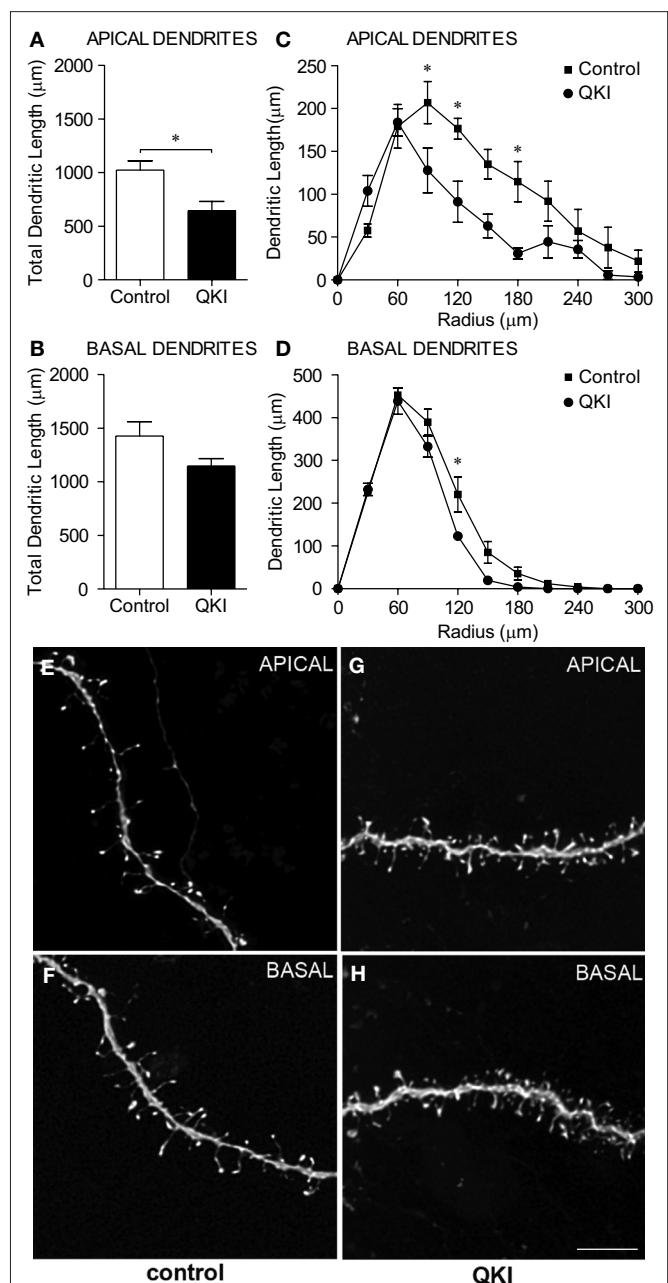 A APICAL DENDRITES
Total Dendritic Length (μm)
2000
1500
1000
500
0
*
Control QKI
C APICAL DENDRITES
Dendritic Length(μm)
250
200
150
100
50
0
* * *
Control
QKI
0 60 120 180 240 300
Radius (μm)
B BASAL DENDRITES
Total Dendritic Length (μm)
2000
1500
1000
500
0
Control QKI
D BASAL DENDRITES
Dendritic Length (μm)
500
400
300
200
100
0
*
Control
QKI
0 60 120 180 240 300
Radius (μm)
E APICAL
G APICAL
F BASAL
H BASAL
control QKI